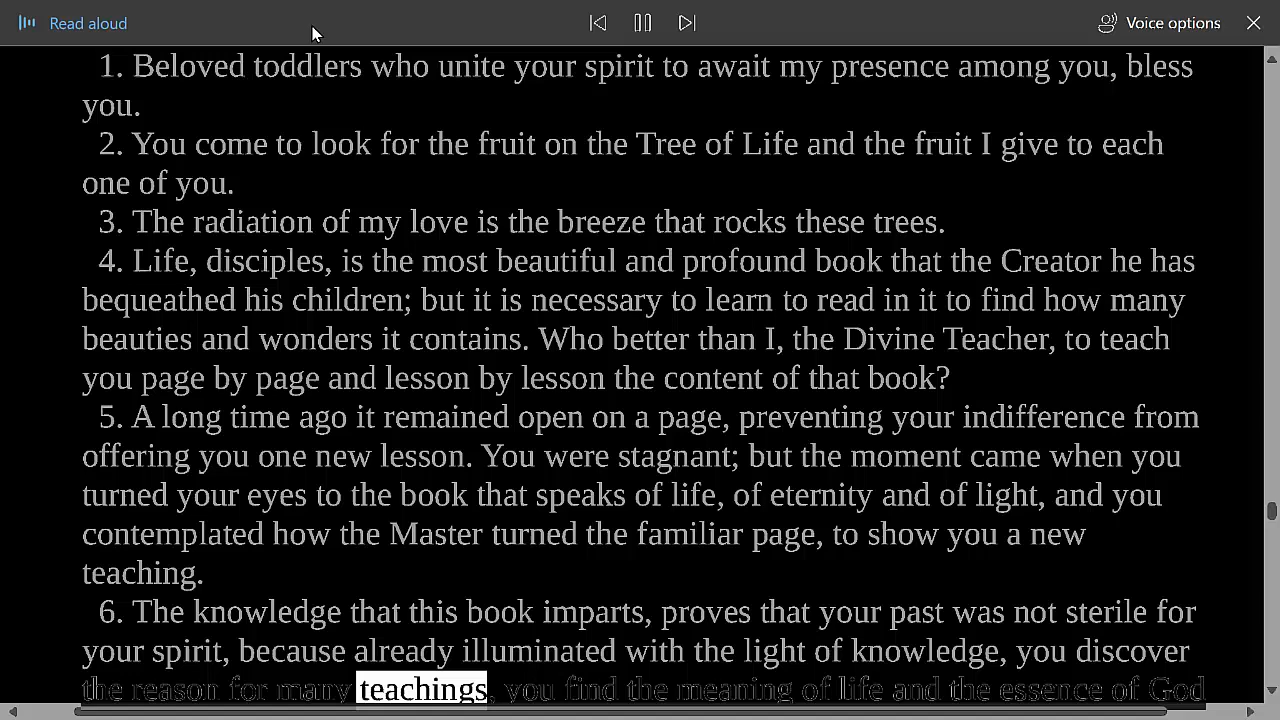 Read aloud
Voice options
1. Beloved toddlers who unite your spirit to await my presence among you, bless
you.
2. You come to look for the fruit on the Tree of Life and the fruit I give to each
one of you.
3. The radiation of my love is the breeze that rocks these trees.
4. Life, disciples, is the most beautiful and profound book that the Creator he has
bequeathed his children; but it is necessary to learn to read in it to find how many
beauties and wonders it contains. Who better than I, the Divine Teacher, to teach
you page by page and lesson by lesson the content of that book?
5. A long time ago it remained open on a page, preventing your indifference from
offering you one new lesson. You were stagnant; but the moment came when you
turned your eyes to the book that speaks of life, of eternity and of light, and you
contemplated how the Master turned the familiar page, to show you a new
teaching.
6. The knowledge that this book imparts, proves that your past was not sterile for
your spirit, because already illuminated with the light of knowledge, you discover
the reason for many teachings, you find the meaning of life and the essence of God